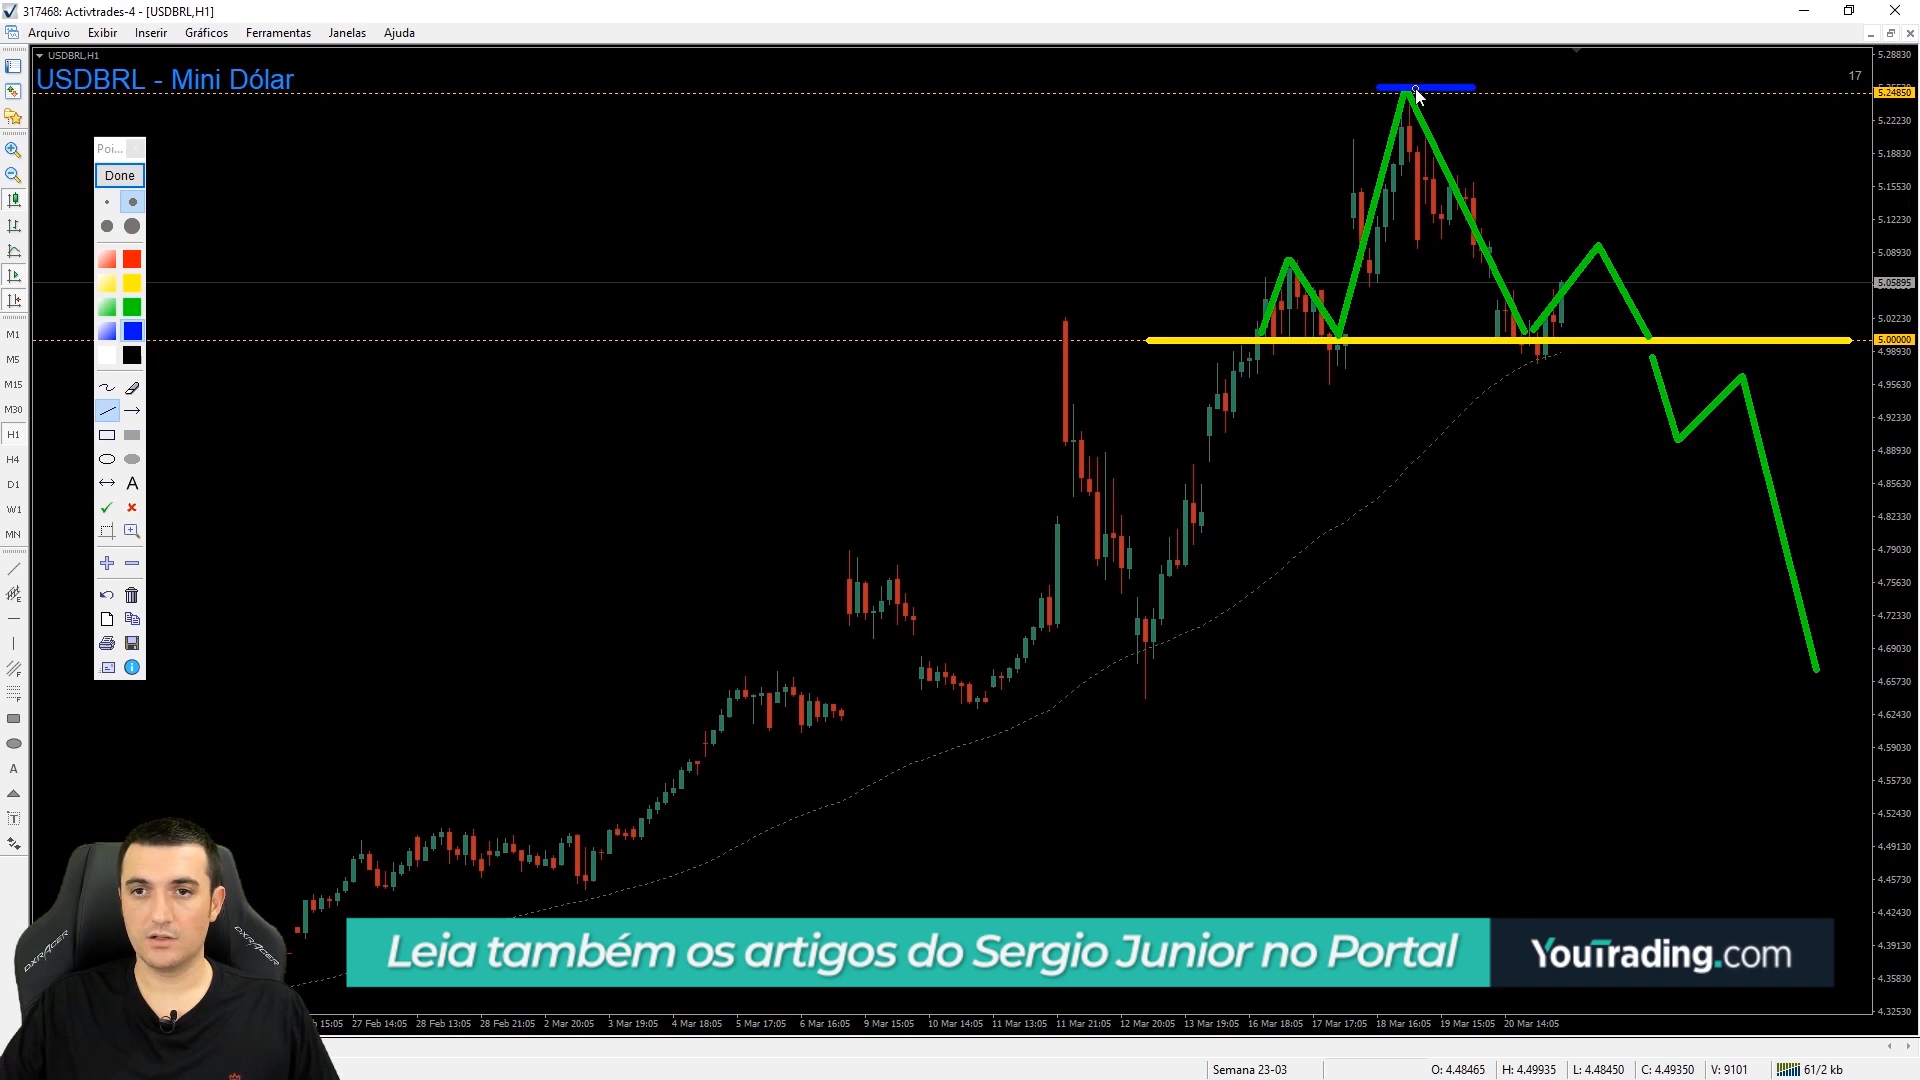 317468: Activtrades-4 - [USDBRL,H1]
Arquivo Exibir Inserir Gráficos Ferramentas Janelas Ajuda
USDBRL,H1
USDBRL - Mini Dólar
17
Poi...
Done
A
M1
M5
M15
M30
H1
H4
D1
W1
MN
E
F
F
A
T
5.28830
5.24850
5.22230
5.18830
5.15530
5.12230
5.08930
5.05895
5.02230
5.00000
4.98930
4.95630
4.92330
4.88930
4.85630
4.82330
4.79030
4.75630
4.72330
4.69030
4.65730
4.62430
4.59030
4.55730
4.52430
4.49130
4.45730
4.42430
4.39130
4.35830
4.32530
DXRACER
DXRACER
Leia também os artigos do Sergio Junior no Portal
YouTrading.com
b 15:05 27 Feb 14:05 28 Feb 13:05 28 Feb 21:05 2 Mar 20:05 3 Mar 19:05 4 Mar 18:05 5 Mar 17:05 6 Mar 16:05 9 Mar 15:05 10 Mar 14:05 11 Mar 13:05 11 Mar 21:05 12 Mar 20:05 13 Mar 19:05 16 Mar 18:05 17 Mar 17:05 18 Mar 16:05 19 Mar 15:05 20 Mar 14:05
Semana 23-03 O: 4.48465 H: 4.49935 L: 4.48450 C: 4.49350 V: 9101 61/2 kb